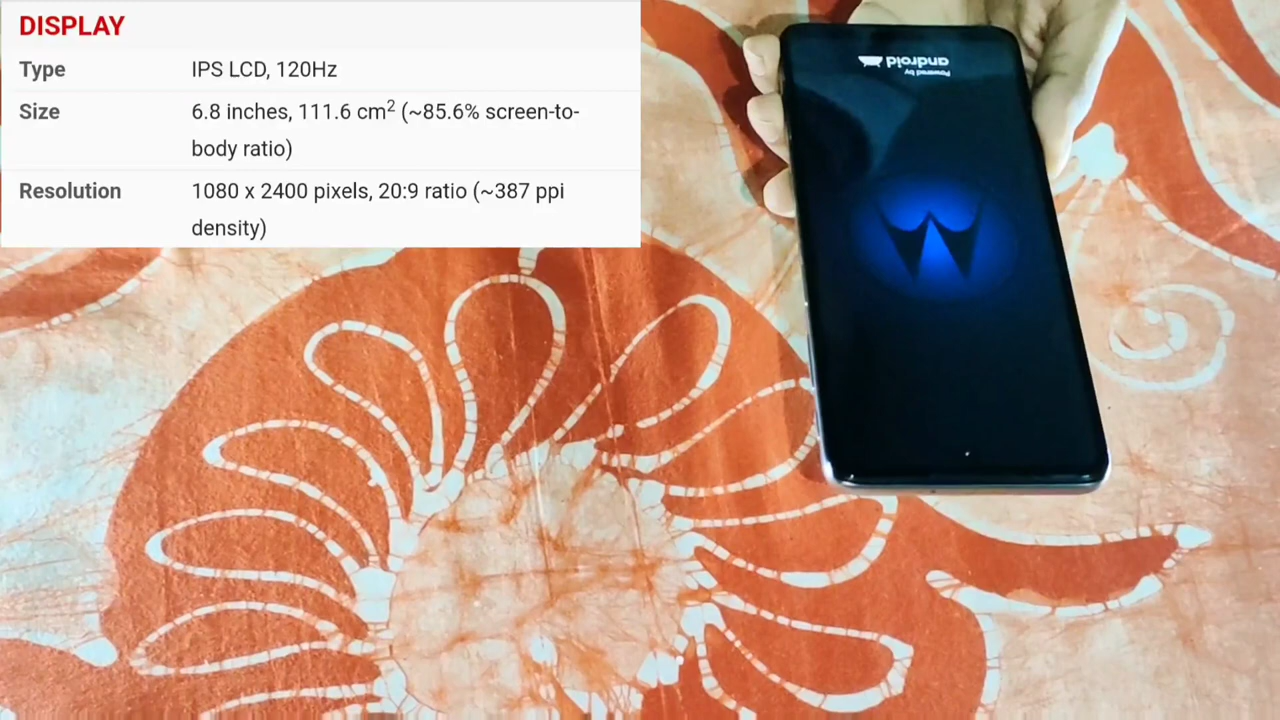 DISPLAY
Type IPS LCD, 120Hz
Size 6.8 inches, 111.6 cm² (~85.6% screen-to-
body ratio)
Resolution 1080 x 2400 pixels, 20:9 ratio (~387 ppi
density)
Powered by
android